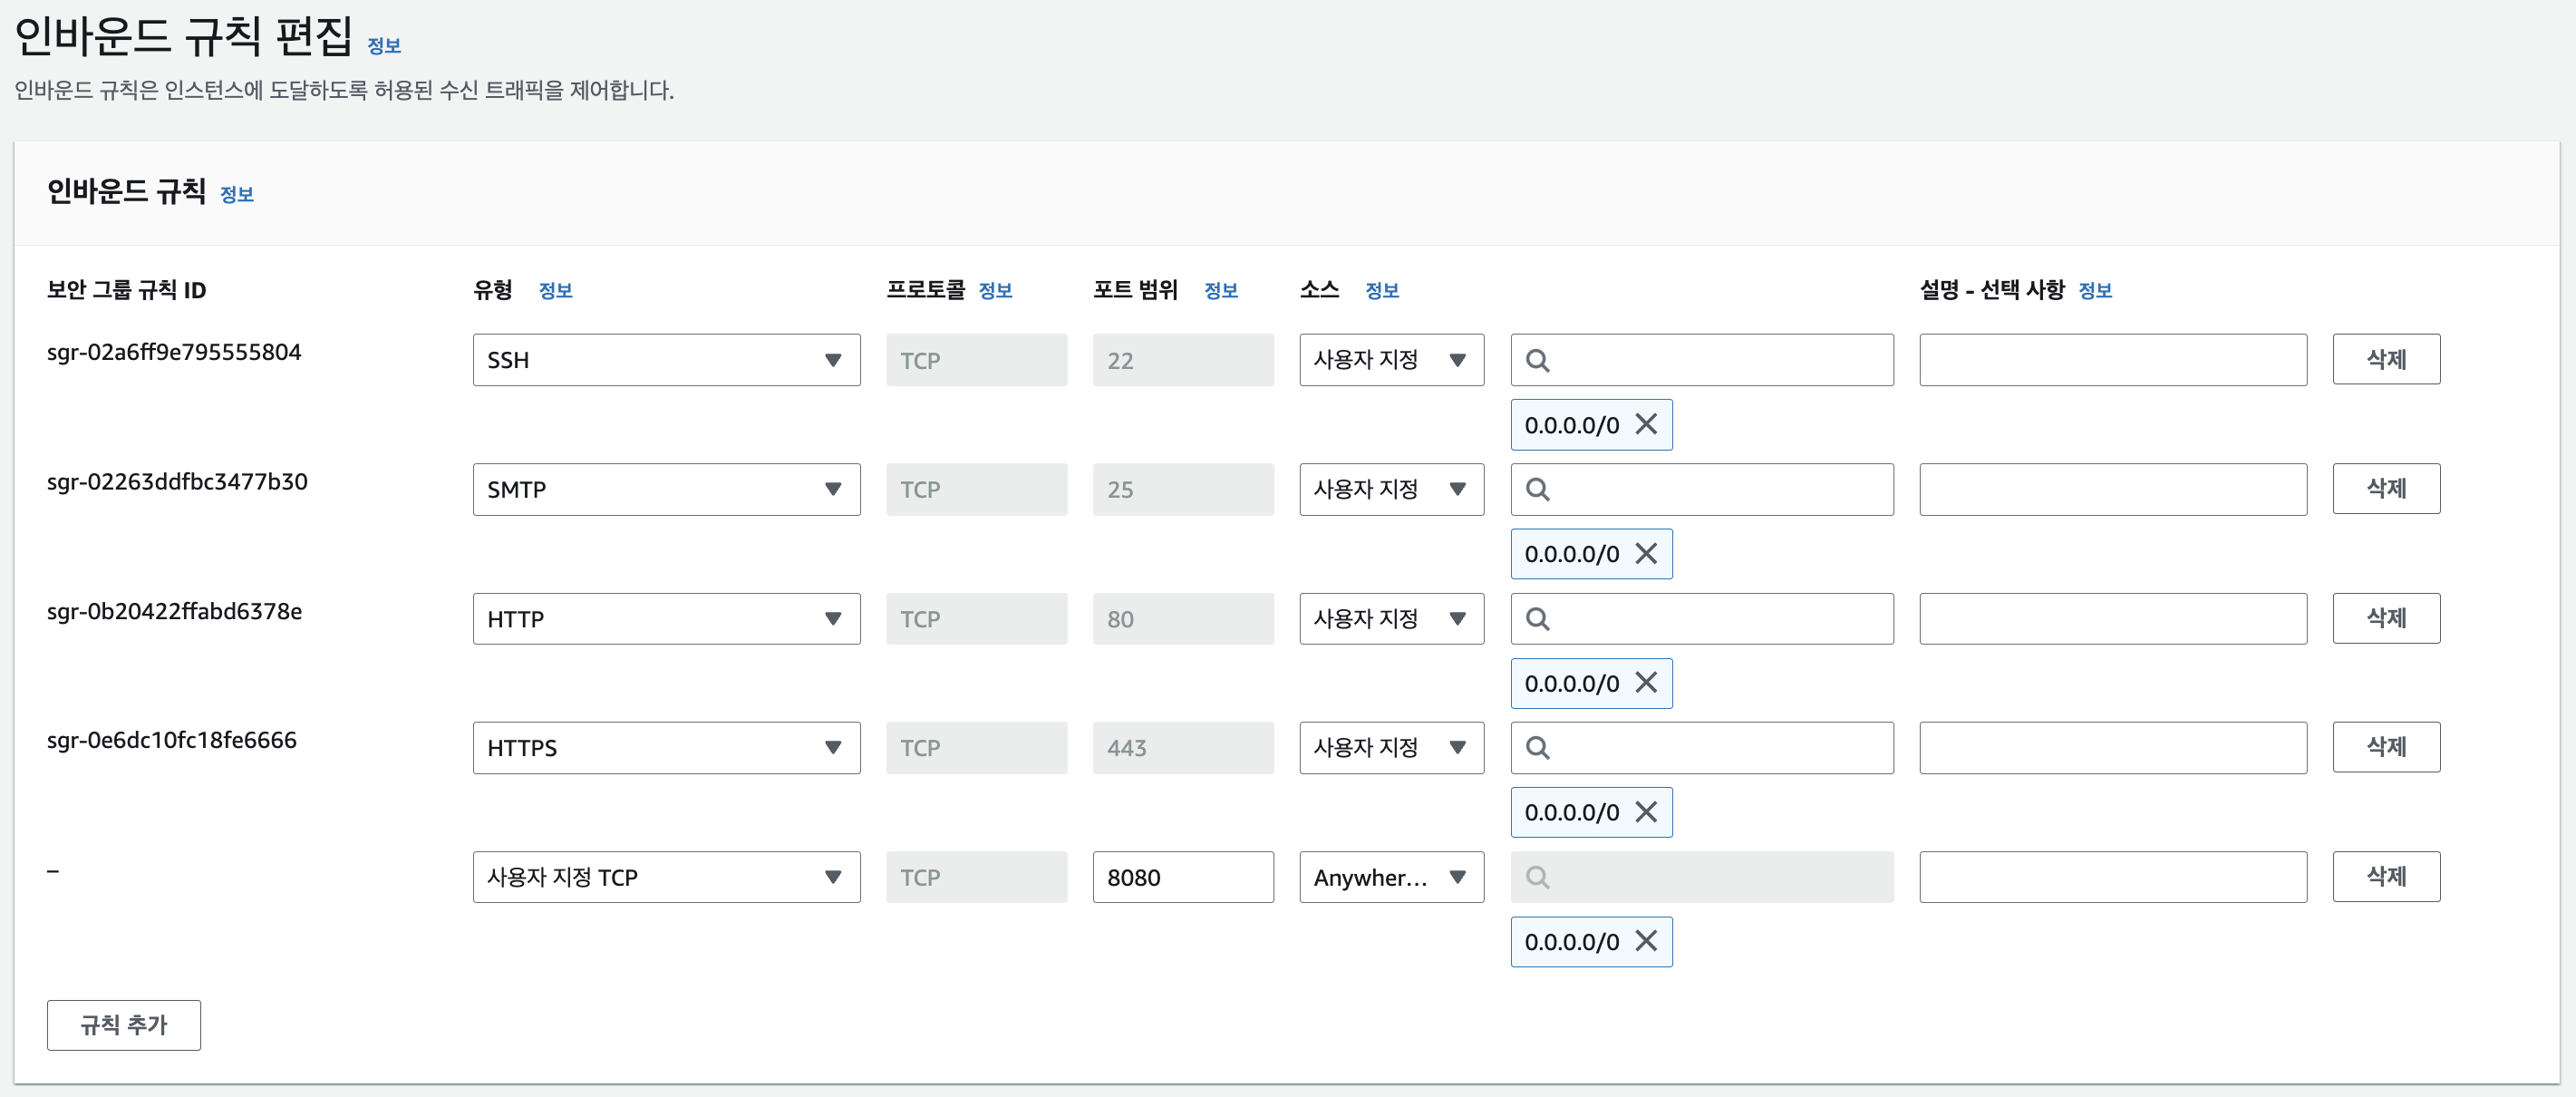 인바운드 규칙 편집 정보
인바운드 규칙은 인스턴스에 도달하도록 허용된 수신 트래픽을 제어합니다.
인바운드 규칙 정보
보안 그룹 규칙 ID 유형 정보 프로토콜 정보 포트 범위 정보 소스 정보 설명 - 선택 사항 정보
sgr-02a6ff9e795555804 SSH TCP 22 사용자 지정 삭제
0.0.0.0/0
sgr-02263ddfbc3477b30 SMTP TCP 25 사용자 지정 삭제
0.0.0.0/0
sgr-0b20422ffabd6378e HTTP TCP 80 사용자 지정 삭제
0.0.0.0/0
sgr-0e6dc10fc18fe6666 HTTPS TCP 443 사용자 지정 삭제
0.0.0.0/0
– 사용자 지정 TCP TCP 8080 Anywher... 삭제
0.0.0.0/0
규칙 추가